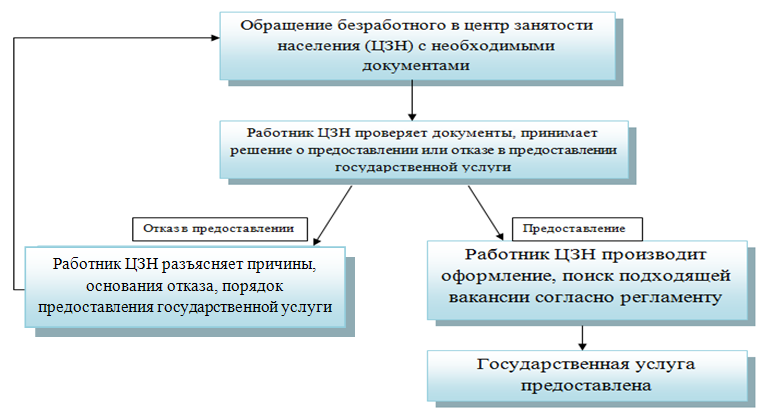 Обращение безработного в центр занятости
населения (ЦЗН) с необходимыми
документами
Работник ЦЗН проверяет документы, принимает
решение о предоставлении или отказе в предоставлении
государственной услуги
Отказ в предоставлении
Работник ЦЗН разъясняет причины,
основания отказа, порядок
предоставления государственной услуги
Предоставление
Работник ЦЗН производит
оформление, поиск подходящей
вакансии согласно регламенту
Государственная услуга
предоставлена